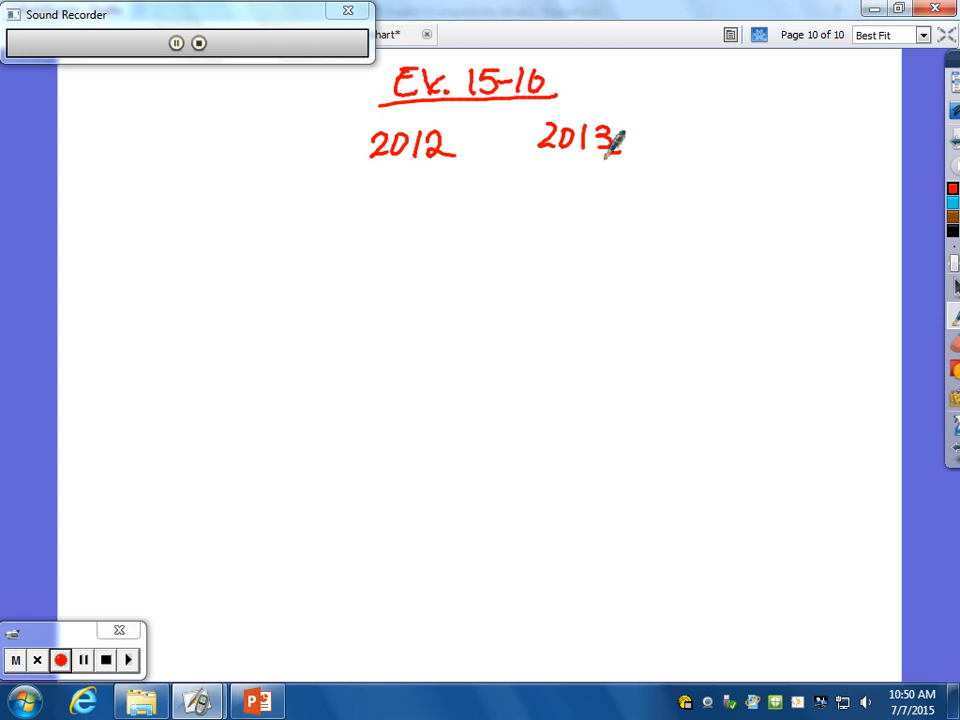 Sound Recorder
hart*
Page 10 of 10
Best Fit
Ex. 15-16
2012 2013
M
10:50 AM
7/7/2015